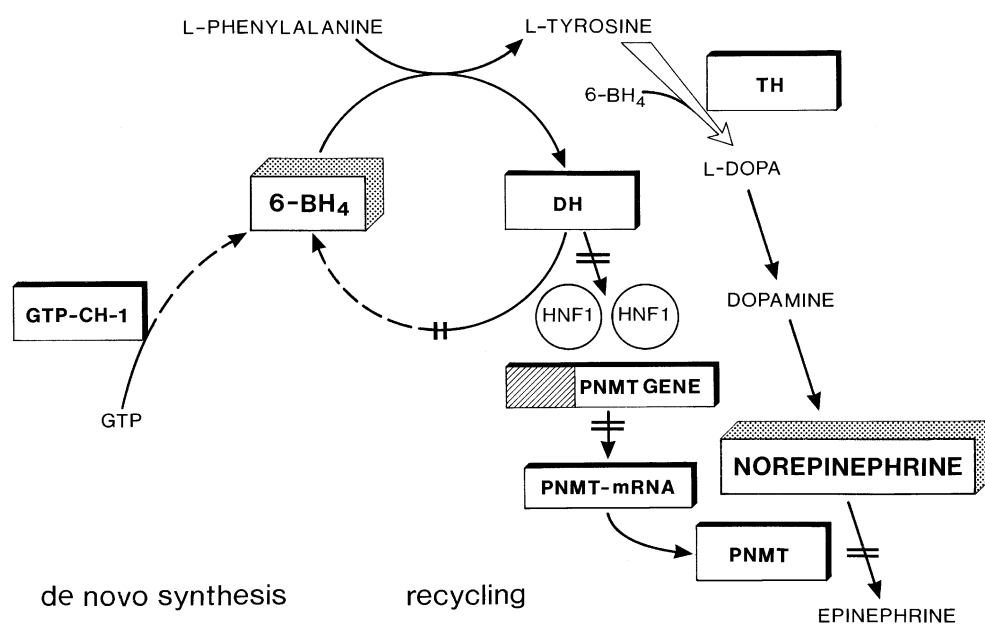 L-PHENYLALANINE
L-TYROSINE
6-BH4
TH
L-DOPA
6-BH4
DH
GTP-CH-1
HNF1
HNF1
DOPAMINE
PNMT GENE
GTP
NOREPINEPHRINE
PNMT-mRNA
PNMT
de novo synthesis
recycling
EPINEPHRINE